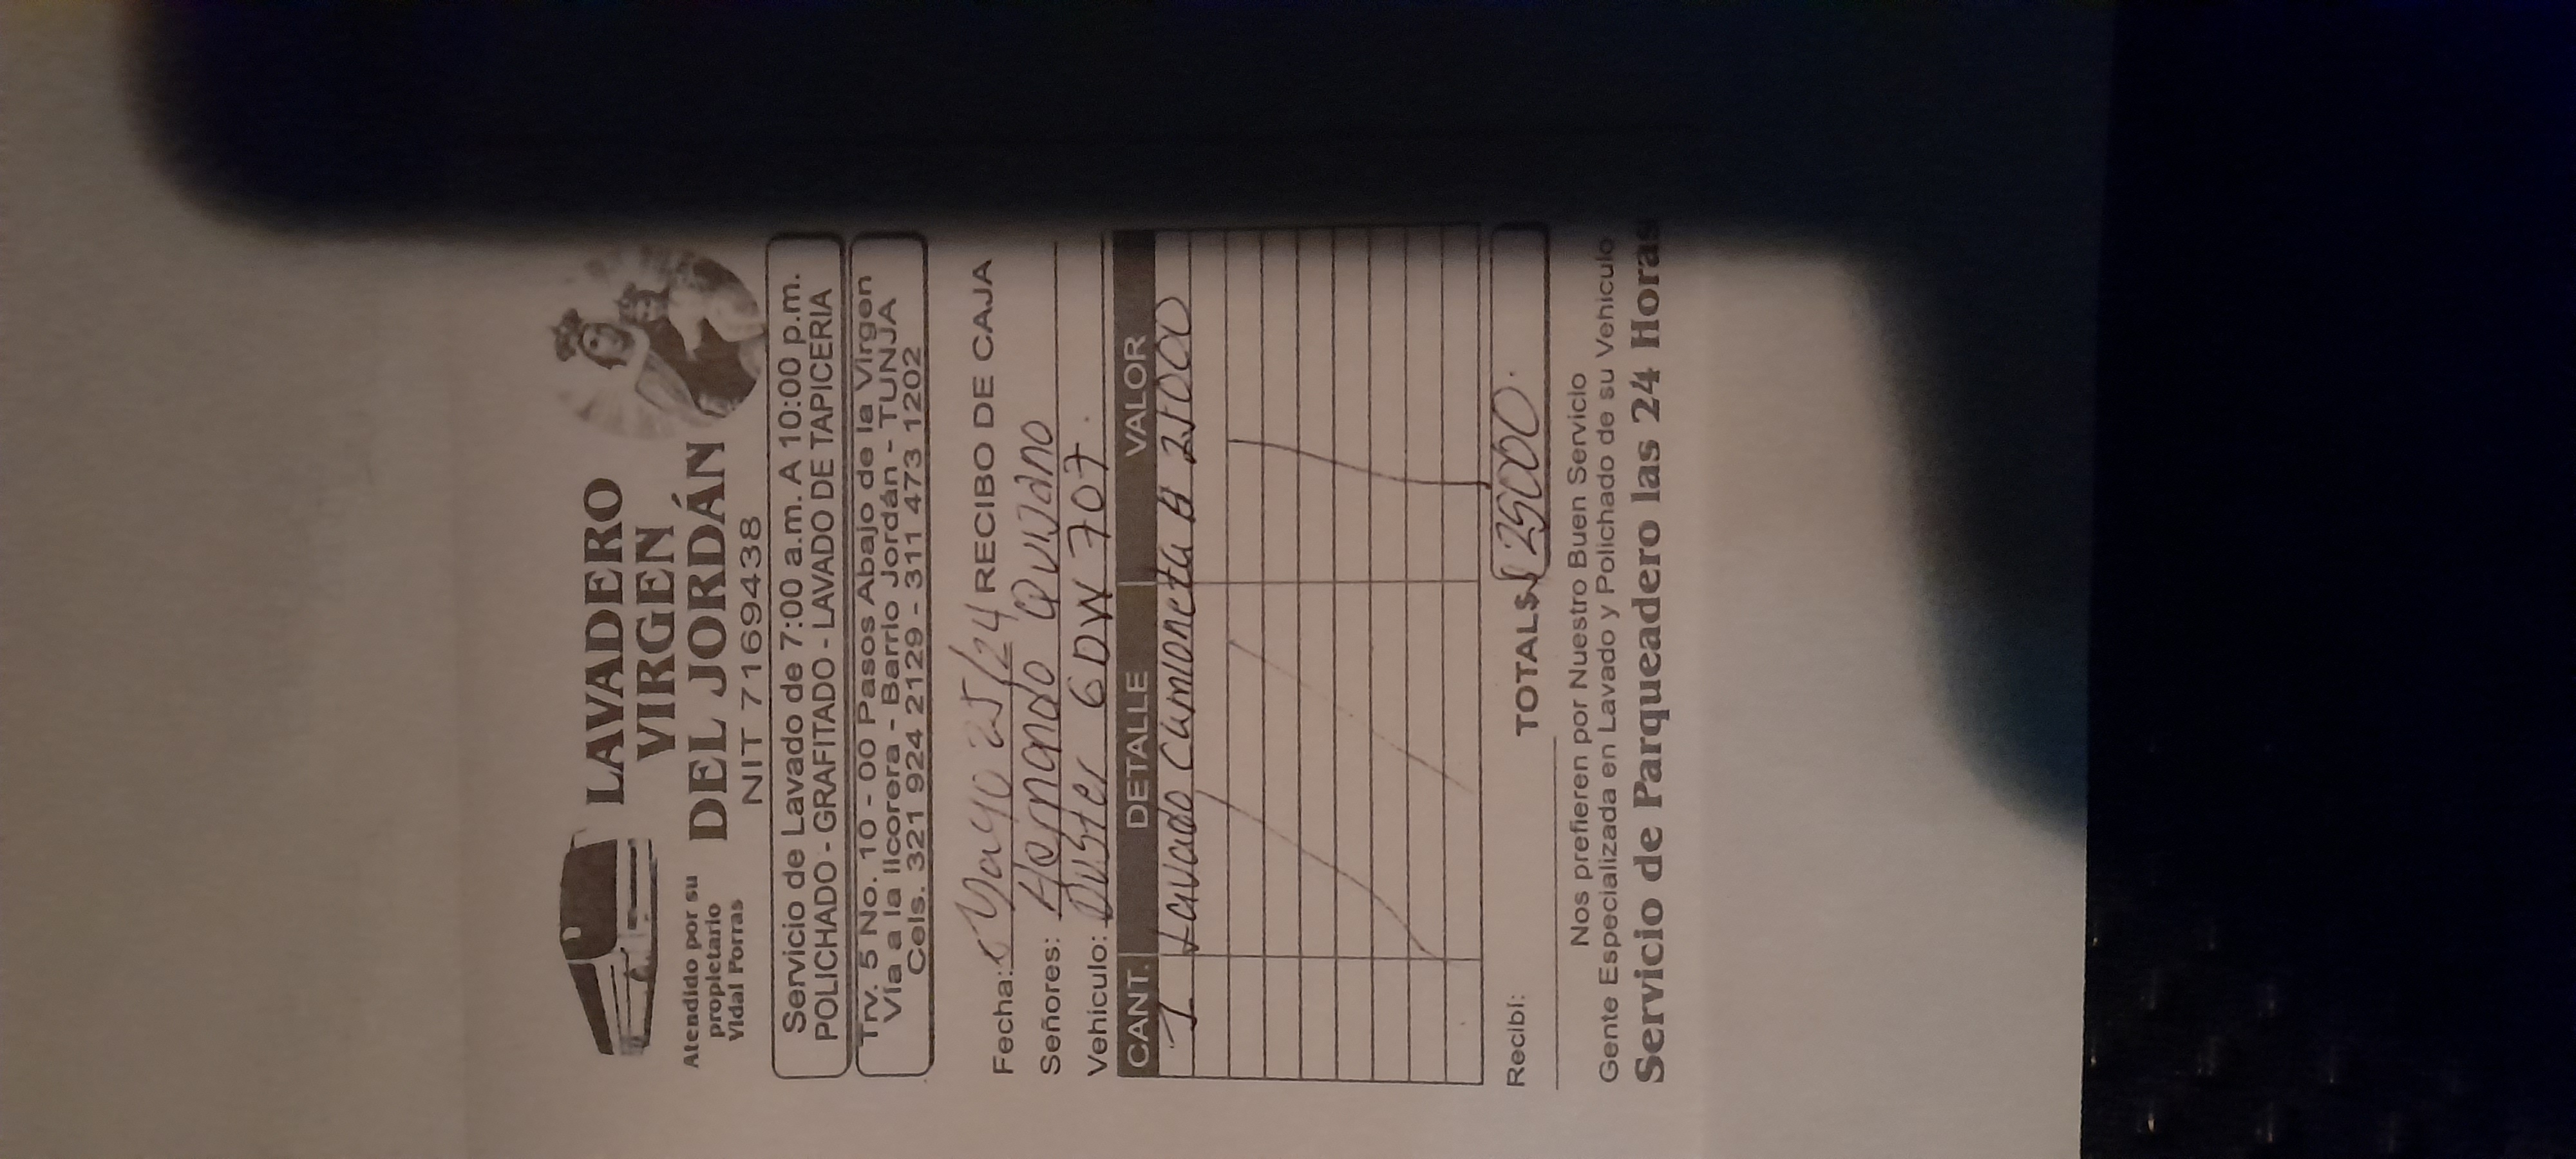 LAVADERO
VIRGEN
DEL JORDÁN
NIT 7169438
Atendido por su
propietario
Vidal Porras
Servicio de Lavado de 7:00 a.m. A 10:00 p.m.
POLICHADO - GRAFITADO - LAVADO DE TAPICERIA
Trv. 5 No. 10 - 00 Pasos Abajo de la Virgen
Vía a la licorera - Barrio Jordán - TUNJA
Cels. 321 924 2129 - 311 473 1202
Fecha: Mayo 25/24 RECIBO DE CAJA
Señores: Hernando Quijano
Vehículo: Duster GDW 707.
CANT. DETALLE VALOR
1 Lavado Camioneta B 25000
TOTAL $ 25000.
Recibí:
Nos prefieren por Nuestro Buen Servicio
Gente Especializada en Lavado y Polichado de su Vehiculo
Servicio de Parqueadero las 24 Horas